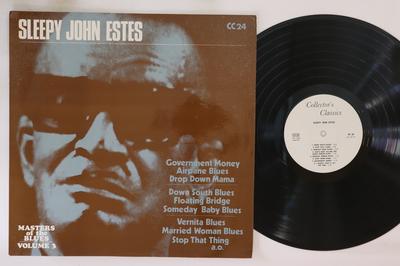 SLEEPY JOHN ESTES
CC 24
Government Money
Airplane Blues
Drop Down Mama
Down South Blues
Floating Bridge
Someday Baby Blues
Vernita Blues
Married Woman Blues
Stop That Thing
a.o.
MASTERS
of the
BLUES
VOLUME 3
Collector's
Classics
SLEEPY JOHN ESTES